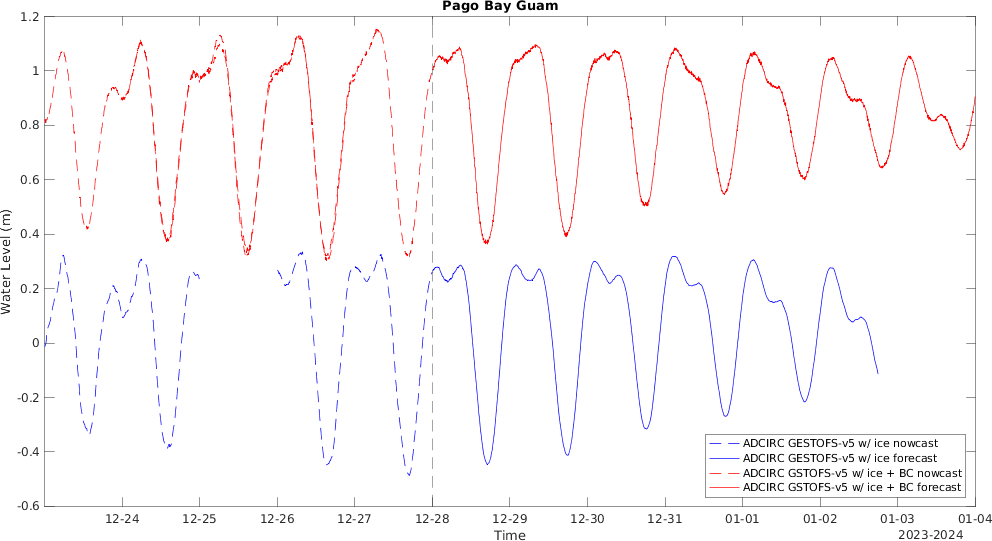 Pago Bay Guam
1.2
1
0.8
0.6
0.4
0.2
0
-0.2
-0.4
-0.6
Water Level (m)
12-24 12-25 12-26 12-27 12-28 12-29 12-30 12-31 01-01 01-02 01-03 01-04
Time
2023-2024
ADCIRC GESTOFS-v5 w/ ice nowcast
ADCIRC GESTOFS-v5 w/ ice forecast
ADCIRC GSTOFS-v5 w/ ice + BC nowcast
ADCIRC GSTOFS-v5 w/ ice + BC forecast